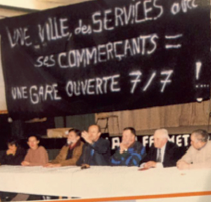 UNE VILLE, des SERVICES avec
ses COMMERÇANTS =
UNE GARE OUVERTE 7/7 !